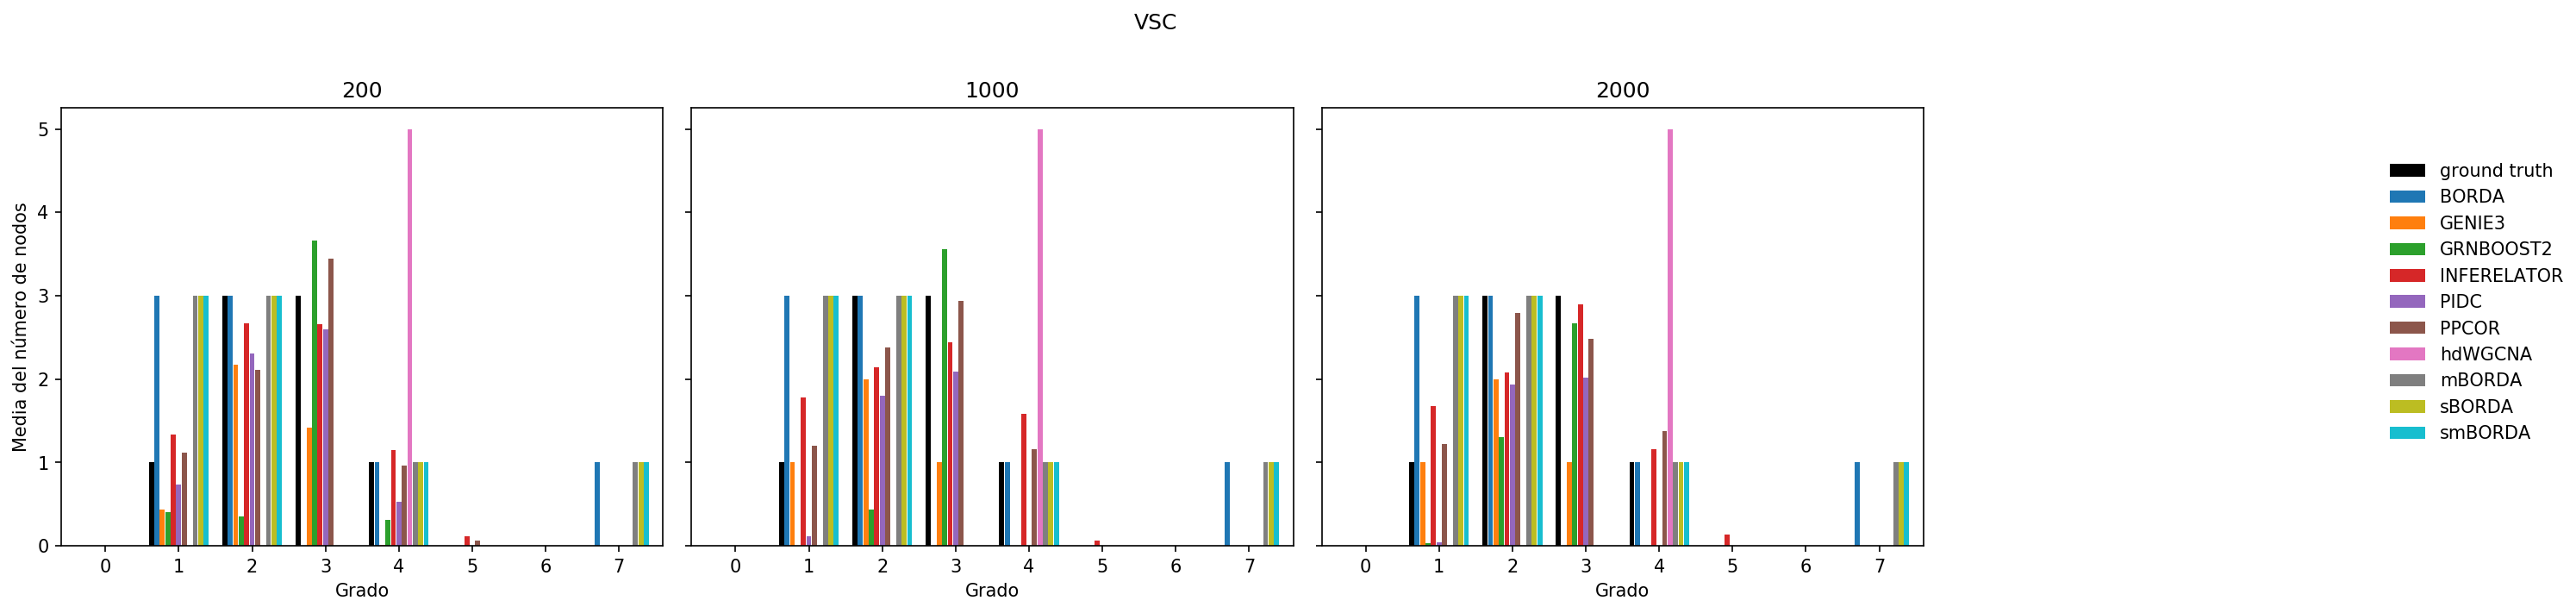 VSC
200
1000
2000
Media del número de nodos
5
4
3
2
1
0
0 1 2 3 4 5 6 7
0 1 2 3 4 5 6 7
0 1 2 3 4 5 6 7
Grado
Grado
Grado
ground truth
BORDA
GENIE3
GRNBOOST2
INFERELATOR
PIDC
PPCOR
hdWGCNA
mBORDA
sBORDA
smBORDA